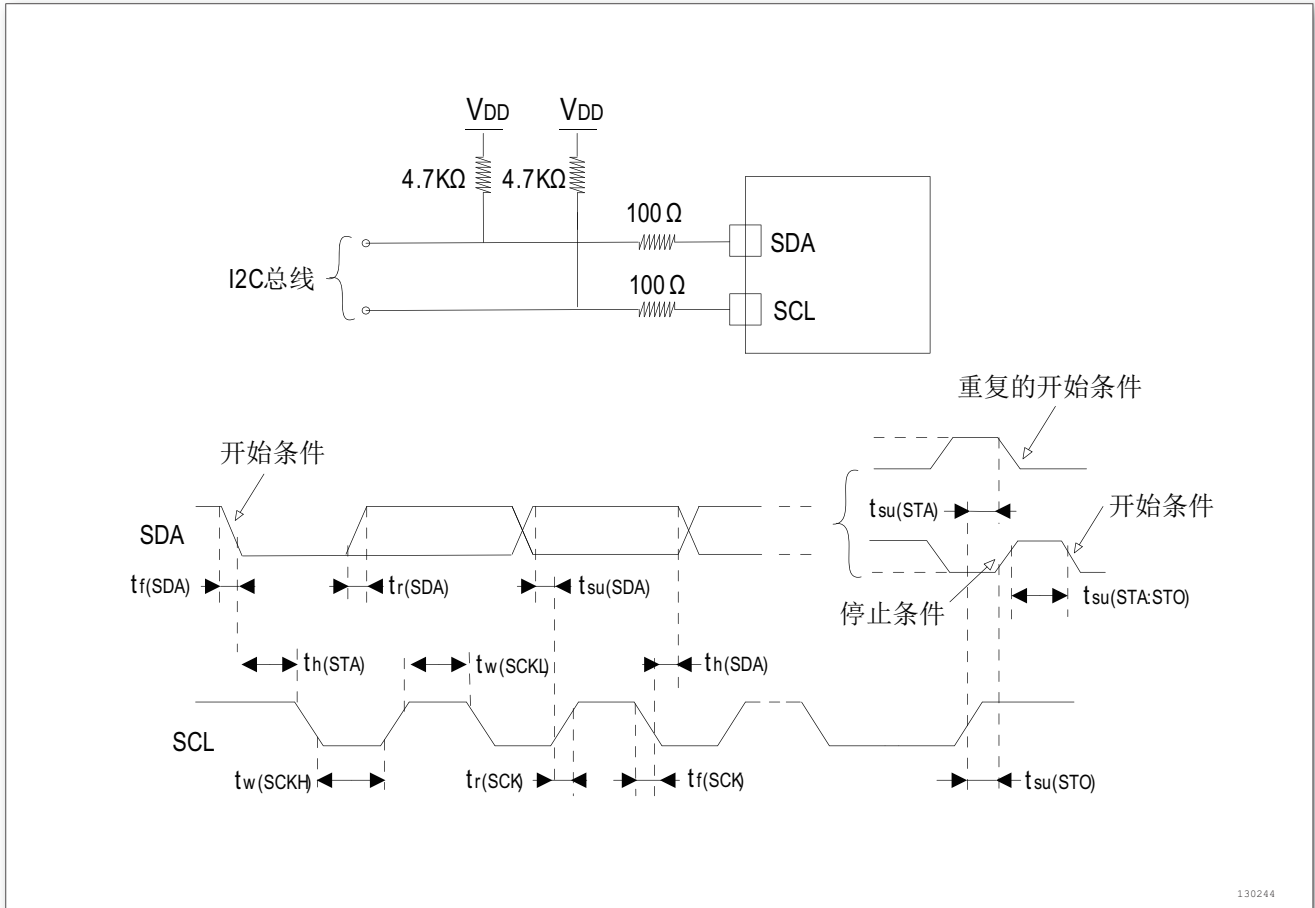 VDD VDD
4.7KΩ 4.7KΩ
100 Ω
SDA
I2C总线
100 Ω
SCL
重复的开始条件
开始条件
tsu(STA)
开始条件
SDA
tf(SDA)
tr(SDA)
tsu(SDA)
tsu(STA:STO)
停止条件
th(STA)
tw(SCKL)
th(SDA)
SCL
tw(SCKH)
tr(SCK)
tf(SCK)
tsu(STO)
130244